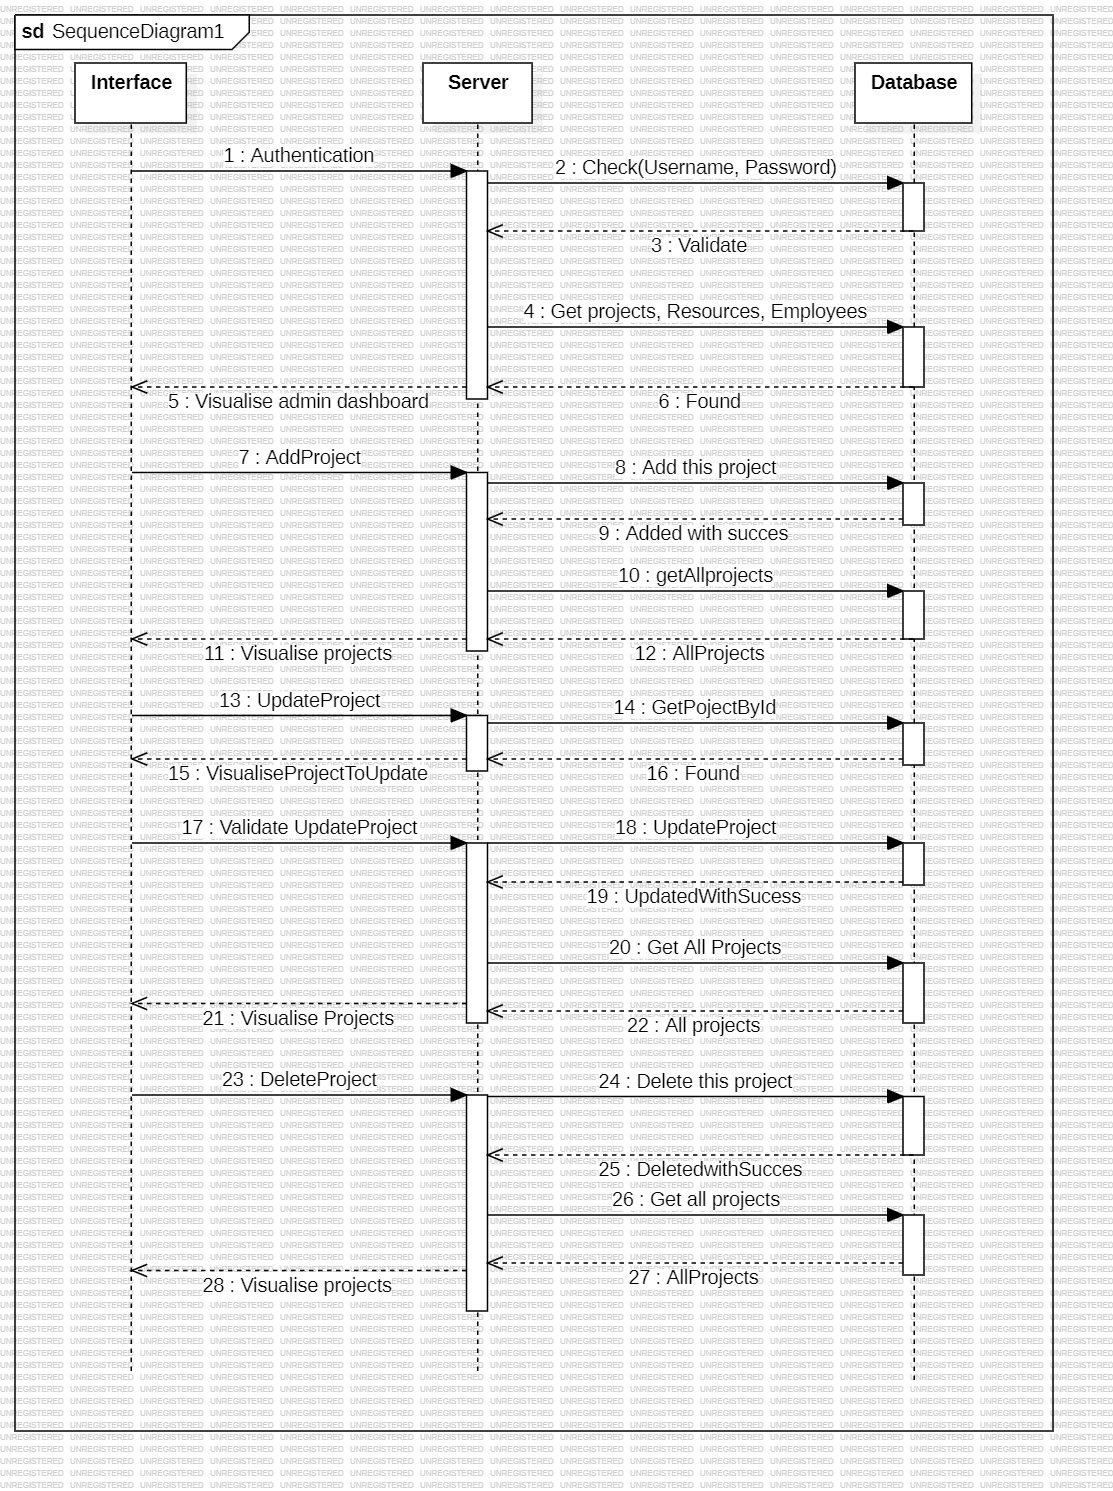 sd SequenceDiagram1
Interface
Server
Database
1 : Authentication
2 : Check(Username, Password)
3 : Validate
4 : Get projects, Resources, Employees
5 : Visualise admin dashboard
6 : Found
7 : AddProject
8 : Add this project
9 : Added with succes
10 : getAllprojects
11 : Visualise projects
12 : AllProjects
13 : UpdateProject
14 : GetPojectById
15 : VisualiseProjectToUpdate
16 : Found
17 : Validate UpdateProject
18 : UpdateProject
19 : UpdatedWithSucess
20 : Get All Projects
21 : Visualise Projects
22 : All projects
23 : DeleteProject
24 : Delete this project
25 : DeletedwithSucces
26 : Get all projects
27 : AllProjects
28 : Visualise projects
UNREGISTERED